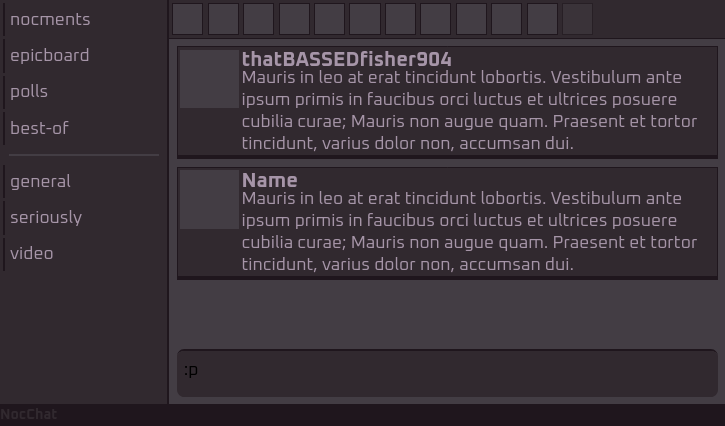 nocments
epicboard
polls
best-of
general
seriously
video
thatBASSEDfisher904
Mauris in leo at erat tincidunt lobortis. Vestibulum ante
ipsum primis in faucibus orci luctus et ultrices posuere
cubilia curae; Mauris non augue quam. Praesent et tortor
tincidunt, varius dolor non, accumsan dui.
Name
Mauris in leo at erat tincidunt lobortis. Vestibulum ante
ipsum primis in faucibus orci luctus et ultrices posuere
cubilia curae; Mauris non augue quam. Praesent et tortor
tincidunt, varius dolor non, accumsan dui.
:p
NocChat